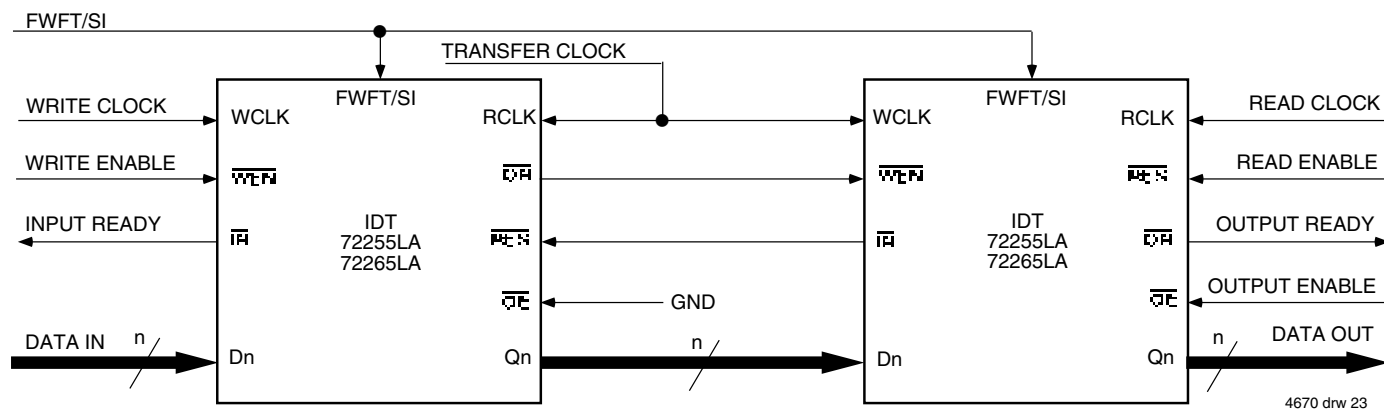 FWFT/SI
TRANSFER CLOCK
FWFT/SI
FWFT/SI
WRITE CLOCK
WCLK
RCLK
WCLK
RCLK
READ CLOCK
WRITE ENABLE
WEN
OR
WEN
REN
READ ENABLE
INPUT READY
IR
REN
IR
OR
OUTPUT READY
IDT
72255LA
72265LA
IDT
72255LA
72265LA
OE
GND
OE
OUTPUT ENABLE
DATA IN
n
Dn
Qn
n
Dn
Qn
n
DATA OUT
4670 drw 23